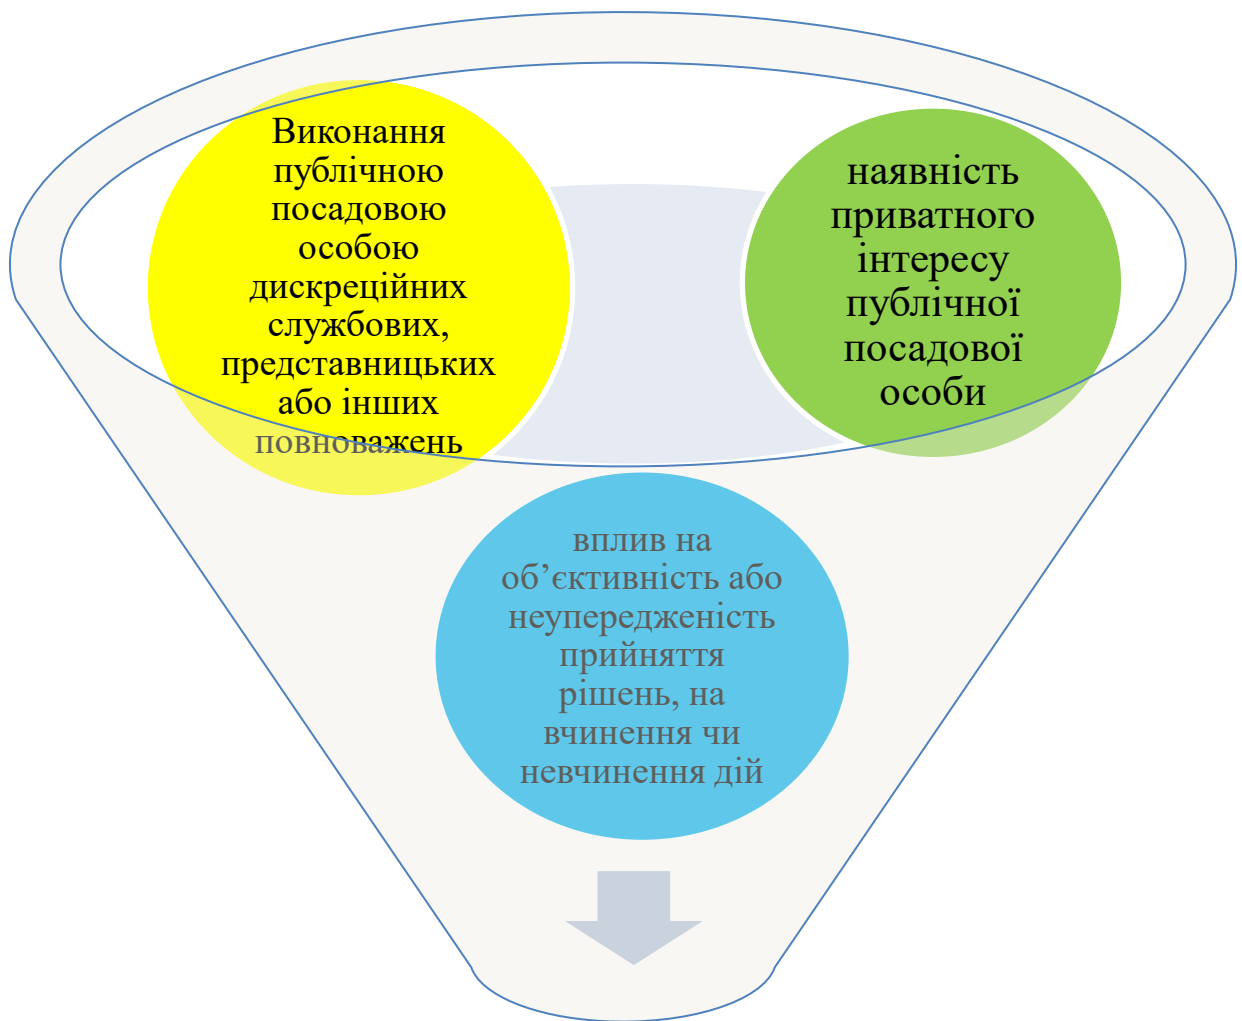 Виконання
публічною
посадовою
особою
дискреційних
службових,
представницьких
або інших
повноважень
наявність
приватного
інтересу
публічної
посадової
особи
вплив на
об’єктивність або
неупередженість
прийняття
рішень, на
вчинення чи
невчинення дій